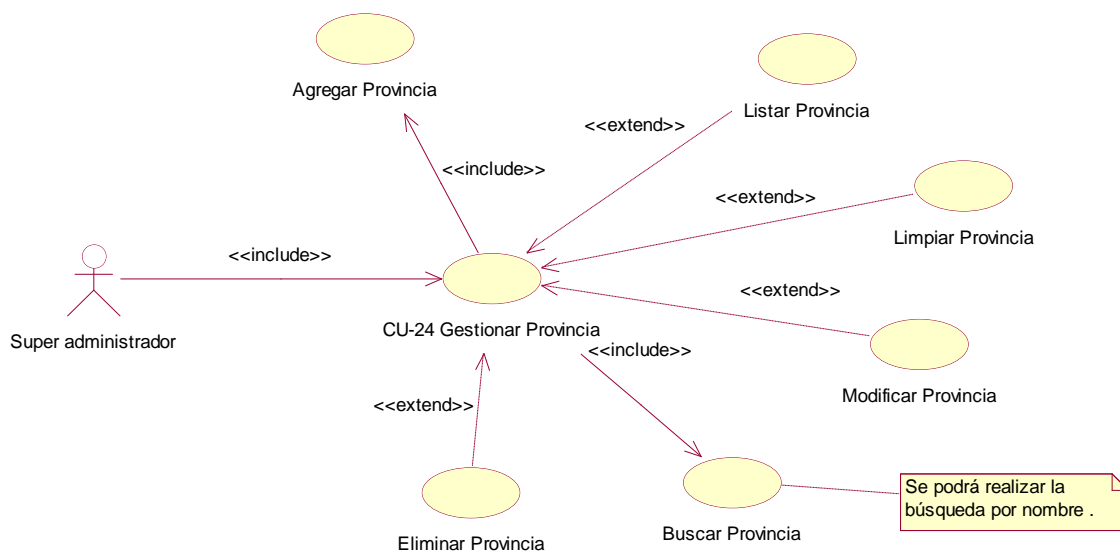 Agregar Provincia
Listar Provincia
<<extend>>
<<include>>
<<extend>>
Limpiar Provincia
<<include>>
<<extend>>
Super administrador
CU-24 Gestionar Provincia
<<include>>
Modificar Provincia
<<extend>>
Se podrá realizar la
búsqueda por nombre .
Buscar Provincia
Eliminar Provincia